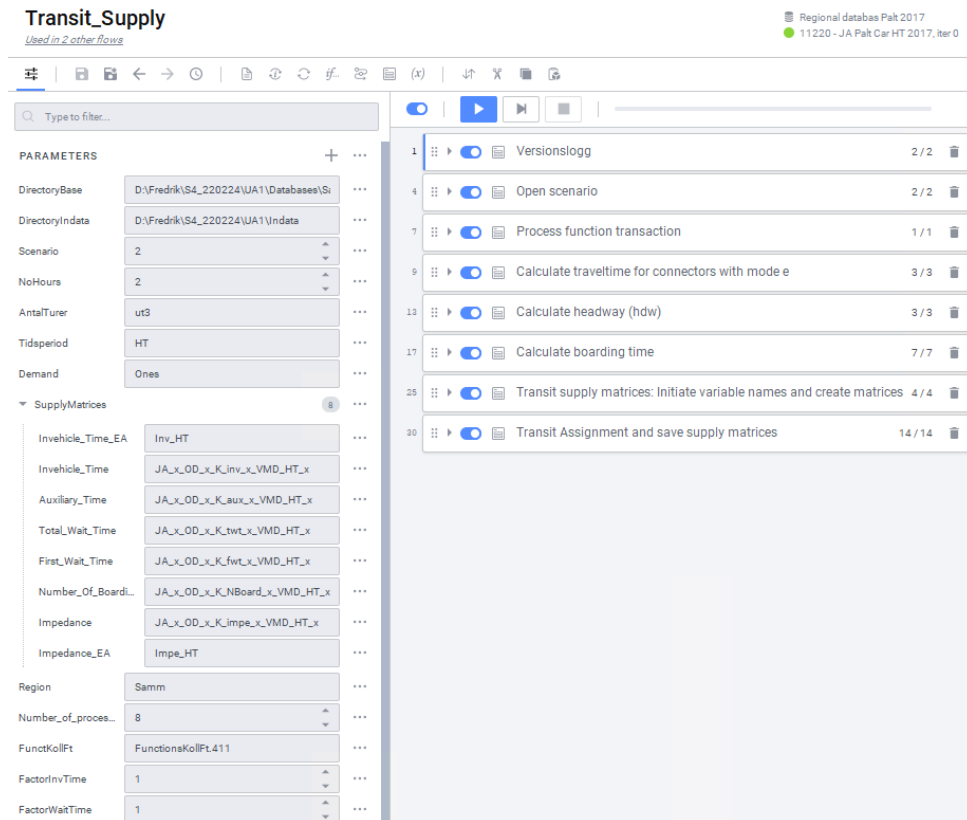 Transit_Supply
Used in 2 other flows
Regional databas Palt 2017
11220 - JA Palt Car HT 2017, iter 0
if...
(x)
Type to filter...
PARAMETERS
DirectoryBase D:\Fredrik\S4_220224\UA1\Databases\Sa
DirectoryIndata D:\Fredrik\S4_220224\UA1\Indata
Scenario 2
NoHours 2
AntalTurer ut3
Tidsperiod HT
Demand Ones
SupplyMatrices 8
Invehicle_Time_EA Inv_HT
Invehicle_Time JA_x_OD_x_K_inv_x_VMD_HT_x
Auxiliary_Time JA_x_OD_x_K_aux_x_VMD_HT_x
Total_Wait_Time JA_x_OD_x_K_twt_x_VMD_HT_x
First_Wait_Time JA_x_OD_x_K_fwt_x_VMD_HT_x
Number_Of_Boardi... JA_x_OD_x_K_NBoard_x_VMD_HT_x
Impedance JA_x_OD_x_K_impe_x_VMD_HT_x
Impedance_EA Impe_HT
Region Samm
Number_of_proces... 8
FunctKollFt FunctionsKollFt.411
FactorInvTime 1
FactorWaitTime 1
1 Versionslogg 2 / 2
4 Open scenario 2 / 2
7 Process function transaction 1 / 1
9 Calculate traveltime for connectors with mode e 3 / 3
13 Calculate headway (hdw) 3 / 3
17 Calculate boarding time 7 / 7
25 Transit supply matrices: Initiate variable names and create matrices 4 / 4
30 Transit Assignment and save supply matrices 14 / 14